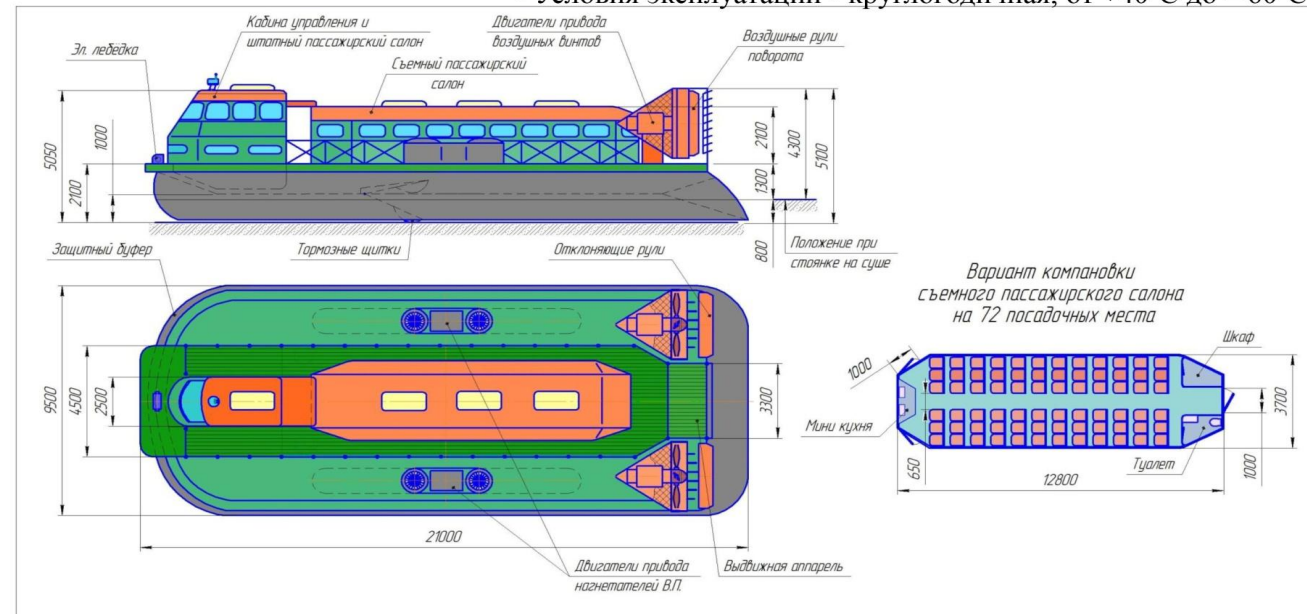 Условия эксплуатации - круглогодичная, от +40°С до – 60°С
Кабина управления и
штатный пассажирский салон
Двигатели привода
воздушных винтов
Воздушные рули
поворота
Эл. лебедка
Съемный пассажирский
салон
5050
2100
1000
2100
1300
4300
5100
800
Защитный буфер
Тормозные щитки
Отклоняющие рули
Положение при
стоянке на суше
Вариант компановки
съемного пассажирского салона
на 72 посадочных места
9500
4500
2500
3300
21000
Двигатели привода
нагнетателей В.П.
Выдвижная аппарель
1000
Шкаф
Мини кухня
650
Туалет
3700
1000
12800